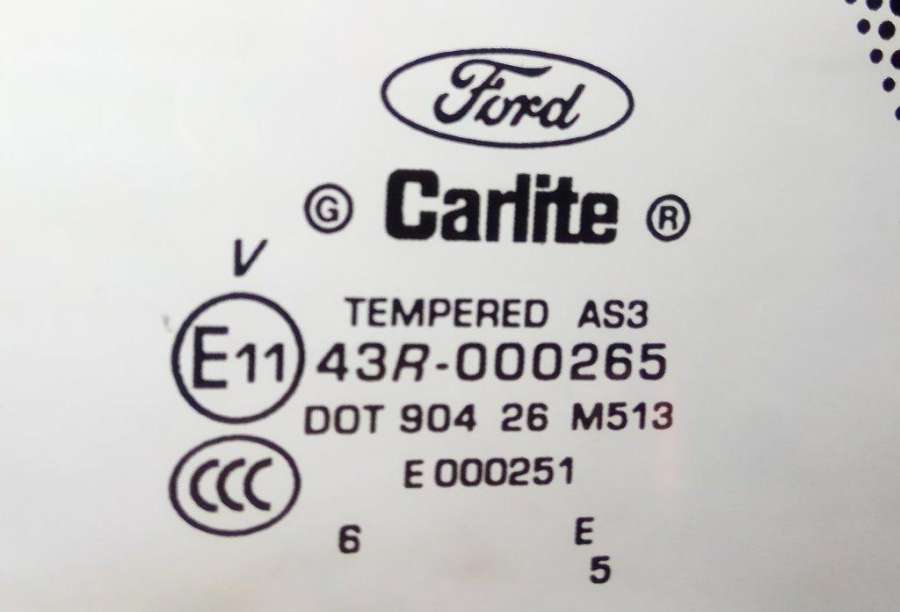 Ford
G Carlite ®
V
TEMPERED AS3
E11 43R-000265
DOT 904 26 M513
CCC E 000251
6 E
5